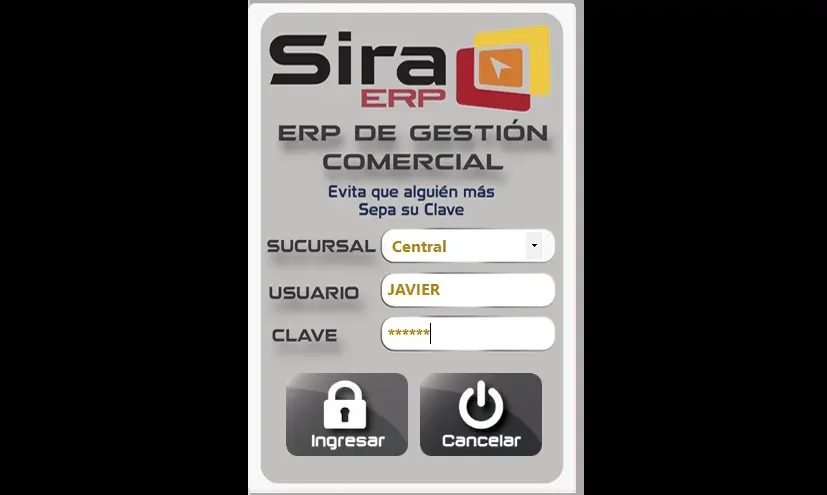 Sira
ERP
ERP DE GESTIÓN
COMERCIAL
Evita que alguién más
Sepa su Clave
SUCURSAL Central
USUARIO JAVIER
CLAVE ******
Ingresar Cancelar